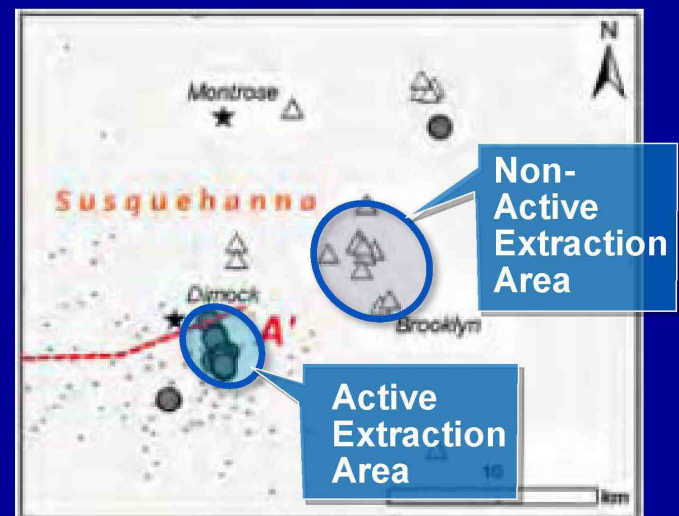 N
Montrose
Susquehanna
Non-
Active
Extraction
Area
Dimock
A'
Brooklyn
Active
Extraction
Area
10
km